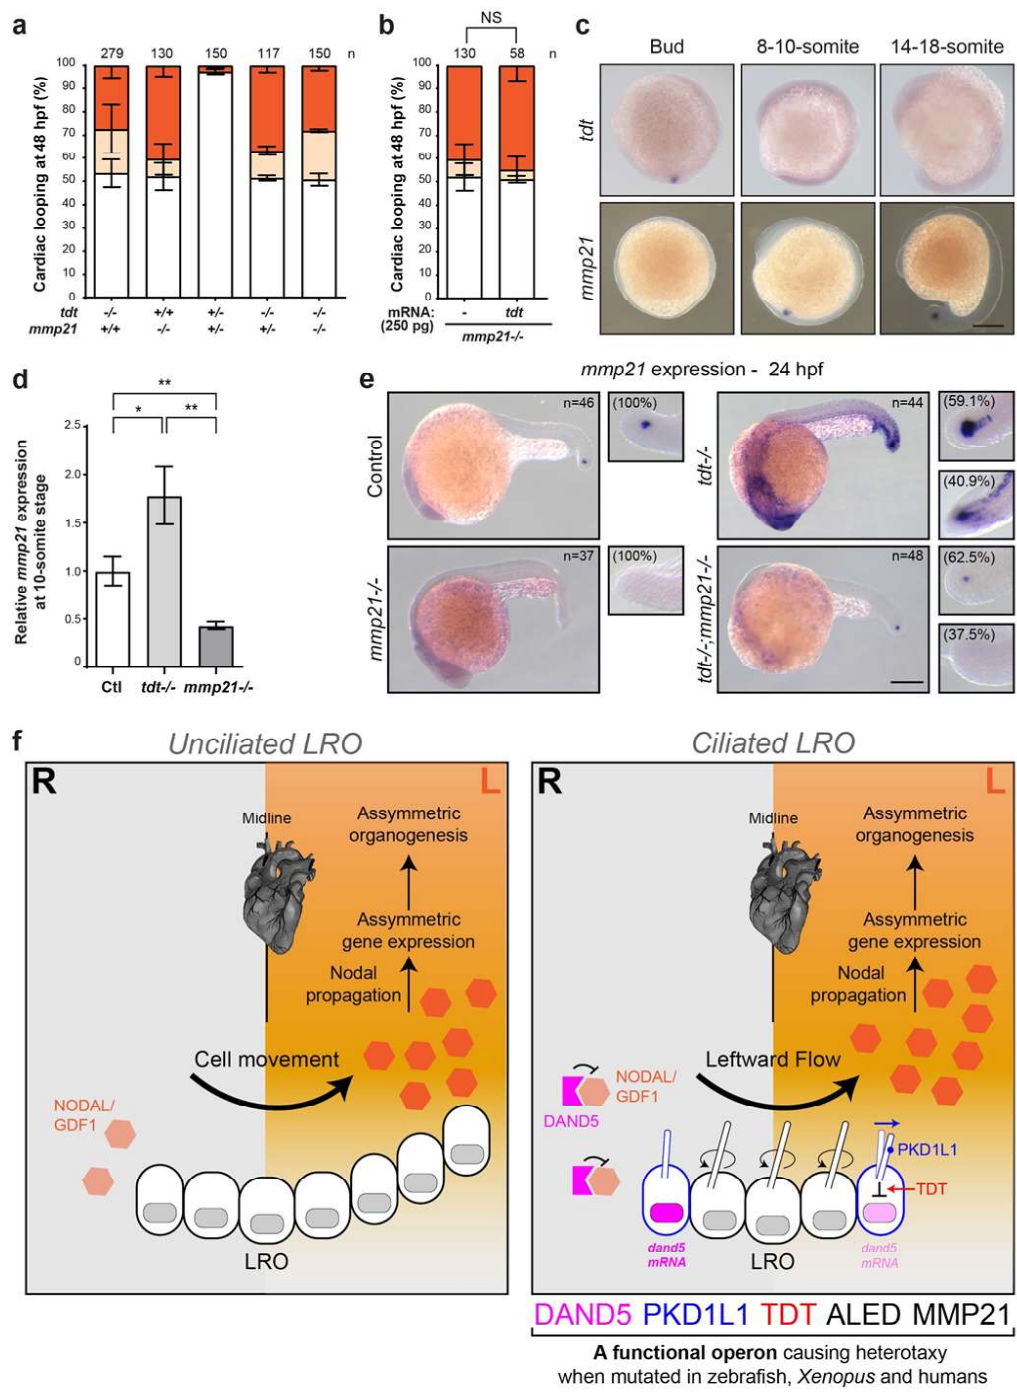 a
279 130 150 117 150 n
Cardiac looping at 48 hpf (%)
100
90
80
70
60
50
40
30
20
10
0
tdt -/- +/+ +/- -/- -/-
mmp21 +/+ -/- +/- +/- -/-
b
NS
130 58 n
Cardiac looping at 48 hpf (%)
100
90
80
70
60
50
40
30
20
10
0
mRNA: - tdt
(250 pg)
mmp21-/-
c
Bud 8-10-somite 14-18-somite
tdt
mmp21
d
**
* **
Relative mmp21 expression
at 10-somite stage
2.5
2.0
1.5
1.0
0.5
0
Ctl tdt-/- mmp21-/-
e
mmp21 expression - 24 hpf
Control
n=46
(100%)
tdt-/-
n=44
(59.1%)
(40.9%)
mmp21-/-
n=37
(100%)
tdt-/-;mmp21-/-
n=48
(62.5%)
(37.5%)
f
Unciliated LRO
R
L
Midline
Assymmetric
organogenesis
Assymmetric
gene expression
Nodal
propagation
Cell movement
NODAL/
GDF1
LRO
Ciliated LRO
R
L
Midline
Assymmetric
organogenesis
Assymmetric
gene expression
Nodal
propagation
Leftward Flow
NODAL/
GDF1
DAND5
PKD1L1
TDT
dand5
mRNA
LRO
dand5
mRNA
DAND5 PKD1L1 TDT ALED MMP21
A functional operon causing heterotaxy
when mutated in zebrafish, Xenopus and humans